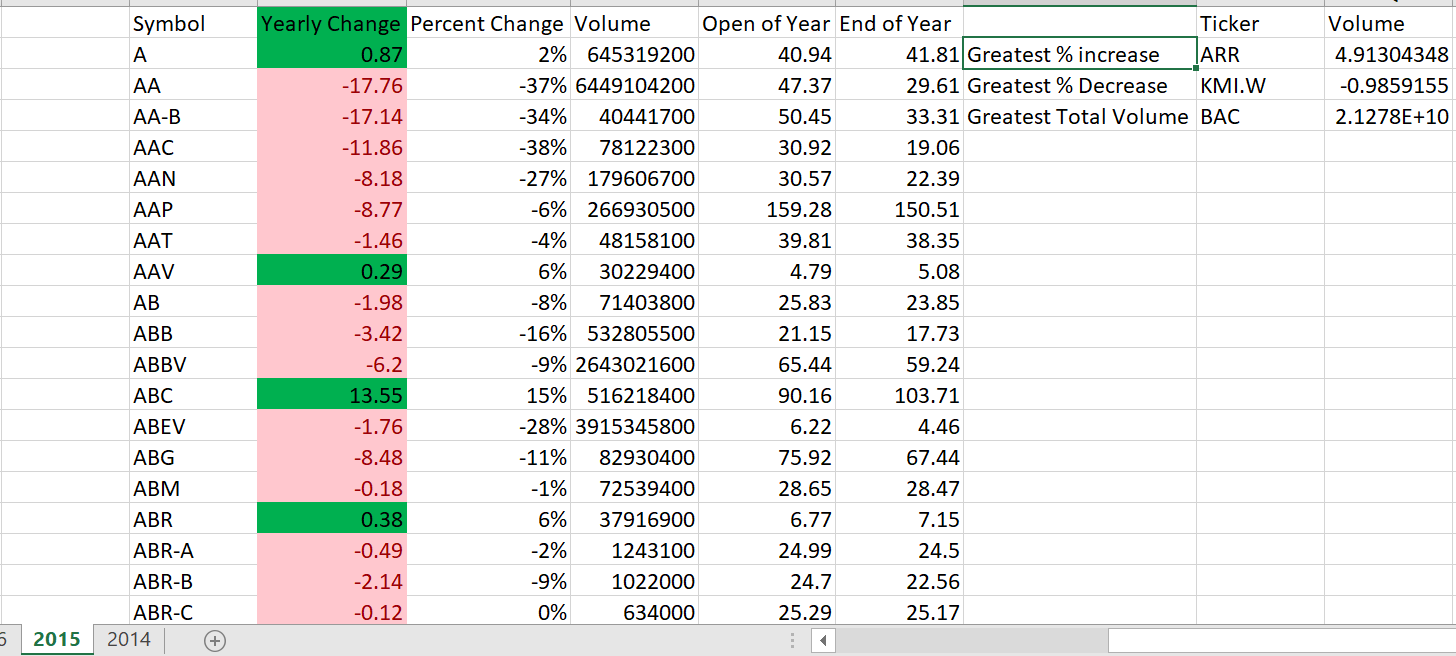 Symbol Yearly Change Percent Change Volume Open of Year End of Year Ticker Volume
A 0.87 2% 645319200 40.94 41.81 Greatest % increase ARR 4.91304348
AA -17.76 -37% 6449104200 47.37 29.61 Greatest % Decrease KMI.W -0.9859155
AA-B -17.14 -34% 40441700 50.45 33.31 Greatest Total Volume BAC 2.1278E+10
AAC -11.86 -38% 78122300 30.92 19.06
AAN -8.18 -27% 179606700 30.57 22.39
AAP -8.77 -6% 266930500 159.28 150.51
AAT -1.46 -4% 48158100 39.81 38.35
AAV 0.29 6% 30229400 4.79 5.08
AB -1.98 -8% 71403800 25.83 23.85
ABB -3.42 -16% 532805500 21.15 17.73
ABBV -6.2 -9% 2643021600 65.44 59.24
ABC 13.55 15% 516218400 90.16 103.71
ABEV -1.76 -28% 3915345800 6.22 4.46
ABG -8.48 -11% 82930400 75.92 67.44
ABM -0.18 -1% 72539400 28.65 28.47
ABR 0.38 6% 37916900 6.77 7.15
ABR-A -0.49 -2% 1243100 24.99 24.5
ABR-B -2.14 -9% 1022000 24.7 22.56
ABR-C -0.12 0% 634000 25.29 25.17
2015 2014